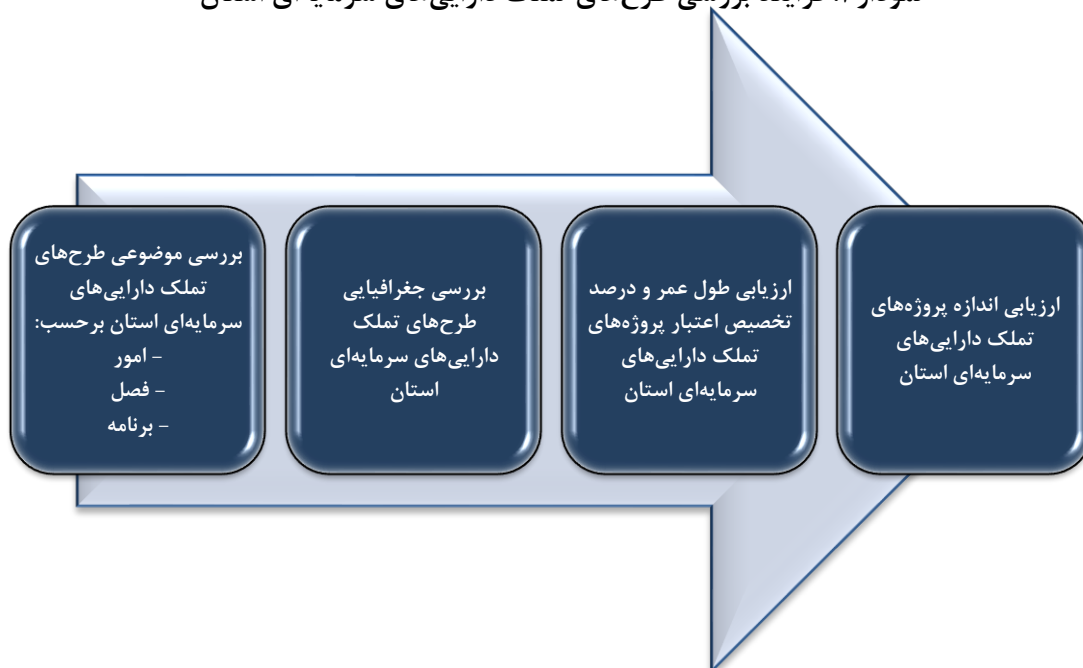 بررسی موضوعی طرح‌های
تملک دارایی‌های
سرمایه‌ای استان برحسب:
- امور
- فصل
- برنامه
بررسی جغرافیایی
طرح‌های تملک
دارایی‌های سرمایه‌ای
استان
ارزیابی طول عمر و درصد
تخصیص اعتبار پروژه‌های
تملک دارایی‌های
سرمایه‌ای استان
ارزیابی اندازه پروژه‌های
تملک دارایی‌های
سرمایه‌ای استان